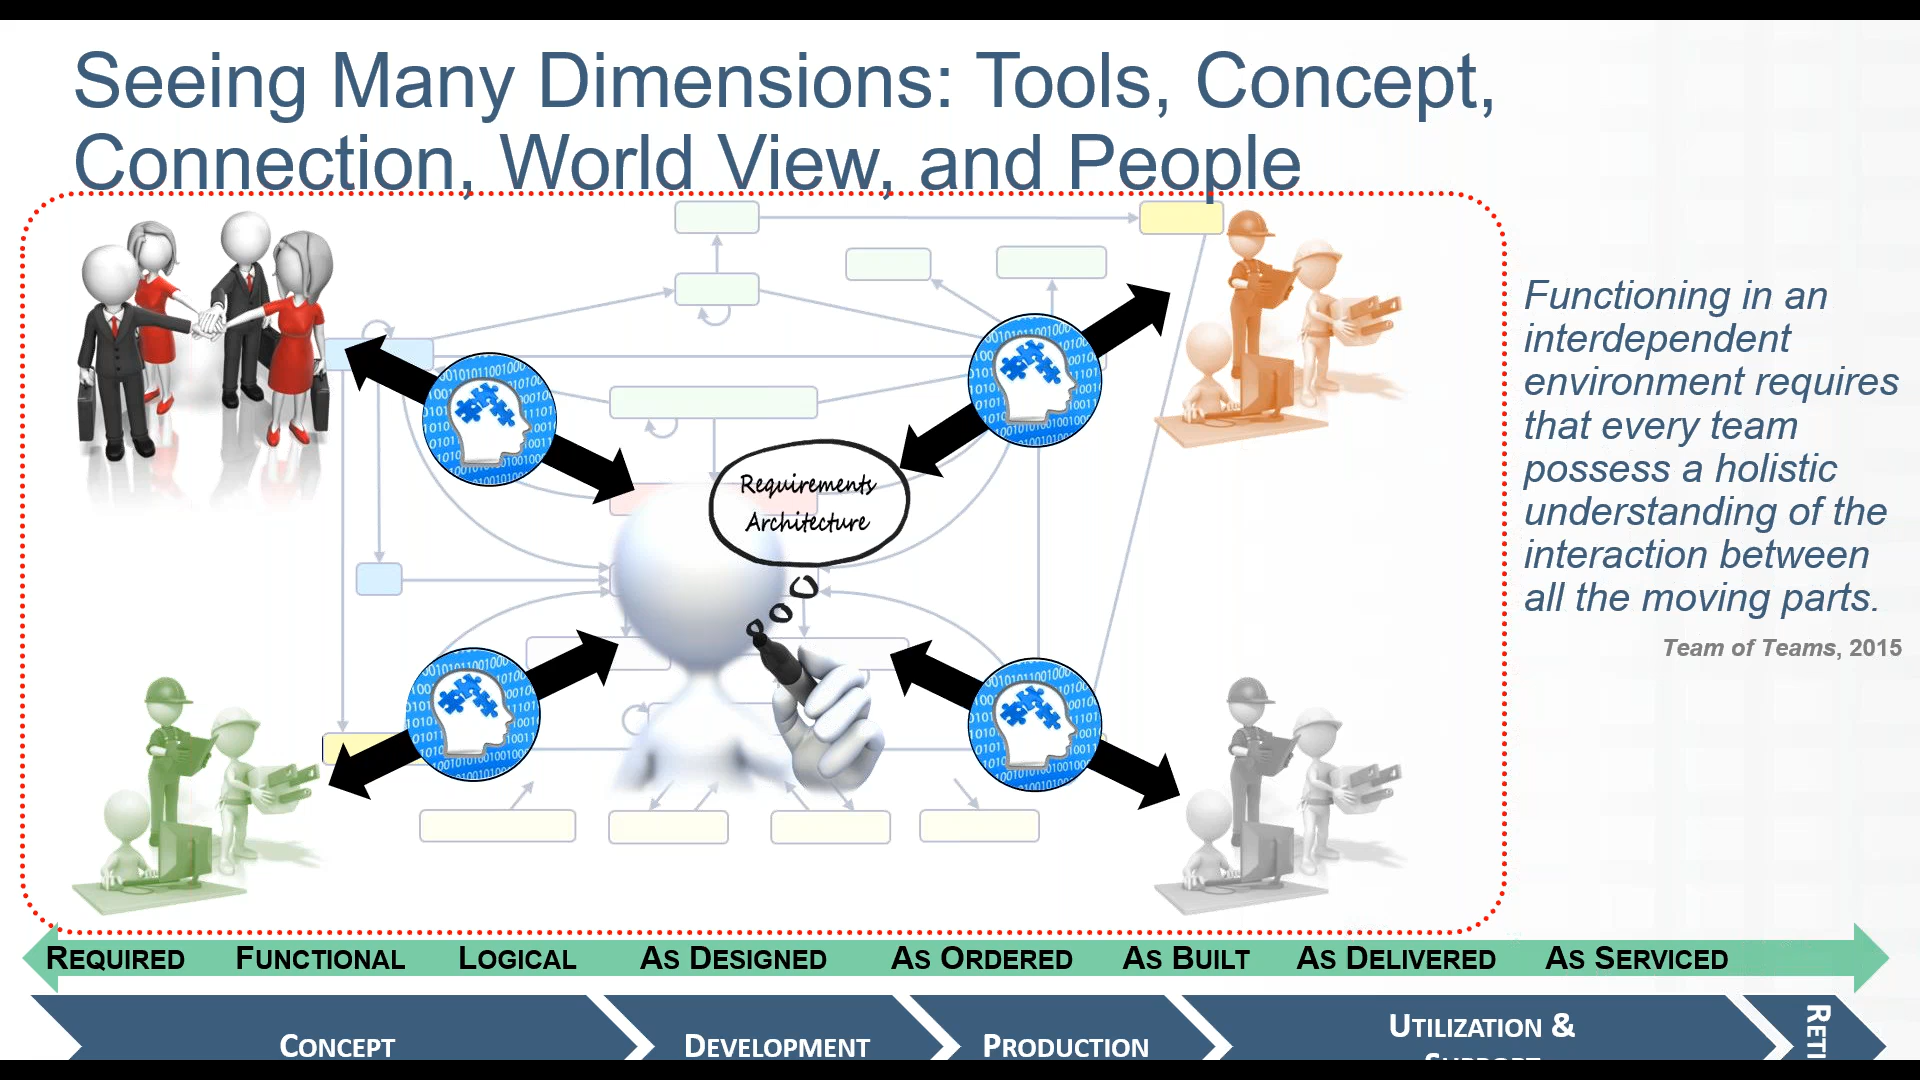 Seeing Many Dimensions: Tools, Concept,
Connection, World View, and People
Requirements
Architecture
Functioning in an
interdependent
environment requires
that every team
possess a holistic
understanding of the
interaction between
all the moving parts.
Team of Teams, 2015
REQUIRED FUNCTIONAL LOGICAL AS DESIGNED AS ORDERED AS BUILT AS DELIVERED AS SERVICED
CONCEPT DEVELOPMENT PRODUCTION
UTILIZATION &
RETI